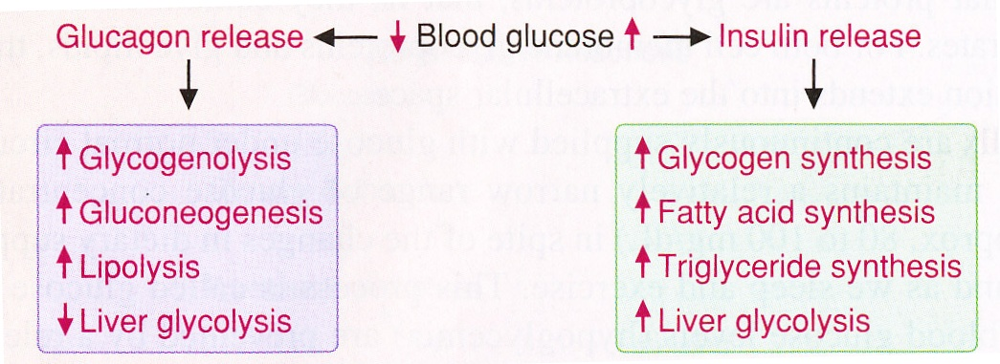 Glucagon release ← ↓ Blood glucose ↑ → Insulin release
↑ Glycogenolysis
↑ Gluconeogenesis
↑ Lipolysis
↓ Liver glycolysis
↑ Glycogen synthesis
↑ Fatty acid synthesis
↑ Triglyceride synthesis
↑ Liver glycolysis